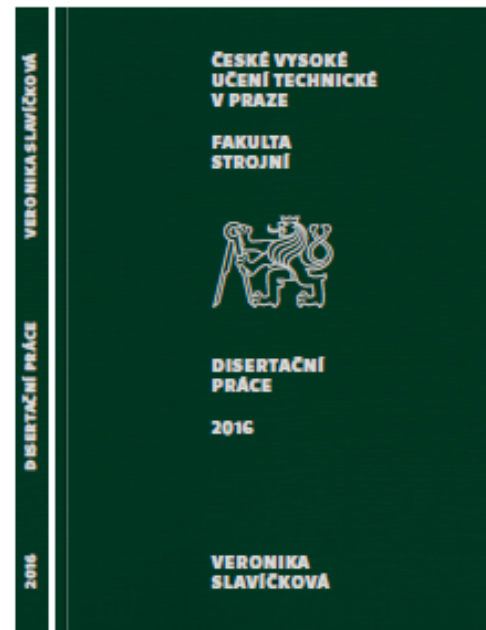 VERONIKA SLAVÍČKOVÁ
DISERTAČNÍ PRÁCE
2016
ČESKÉ VYSOKÉ
UČENÍ TECHNICKÉ
V PRAZE
FAKULTA
STROJNÍ
DISERTAČNÍ
PRÁCE
2016
VERONIKA
SLAVÍČKOVÁ